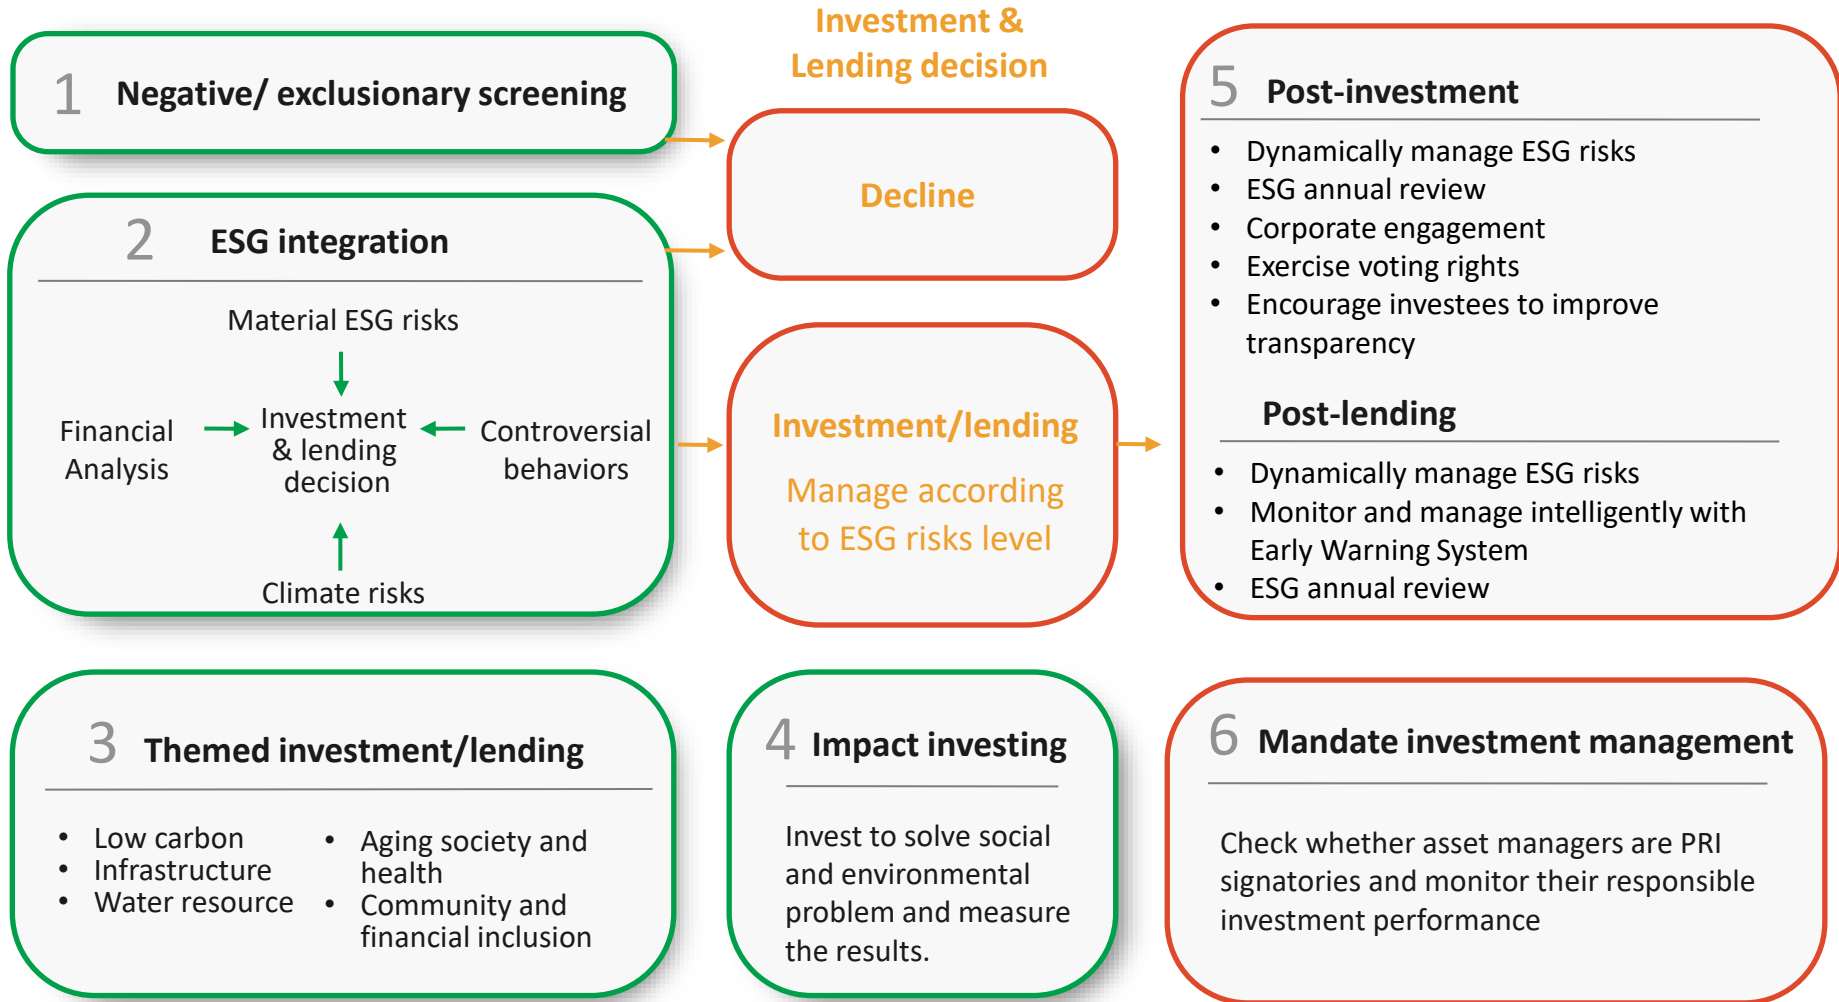 1 Negative/ exclusionary screening
Investment &
Lending decision
Decline
2 ESG integration
Material ESG risks
Financial
Analysis
Investment
& lending
decision
Controversial
behaviors
Climate risks
Investment/lending
Manage according
to ESG risks level
5 Post-investment
• Dynamically manage ESG risks
• ESG annual review
• Corporate engagement
• Exercise voting rights
• Encourage investees to improve
transparency
Post-lending
• Dynamically manage ESG risks
• Monitor and manage intelligently with
Early Warning System
• ESG annual review
3 Themed investment/lending
• Low carbon
• Infrastructure
• Water resource
• Aging society and
health
• Community and
financial inclusion
4 Impact investing
Invest to solve social
and environmental
problem and measure
the results.
6 Mandate investment management
Check whether asset managers are PRI
signatories and monitor their responsible
investment performance